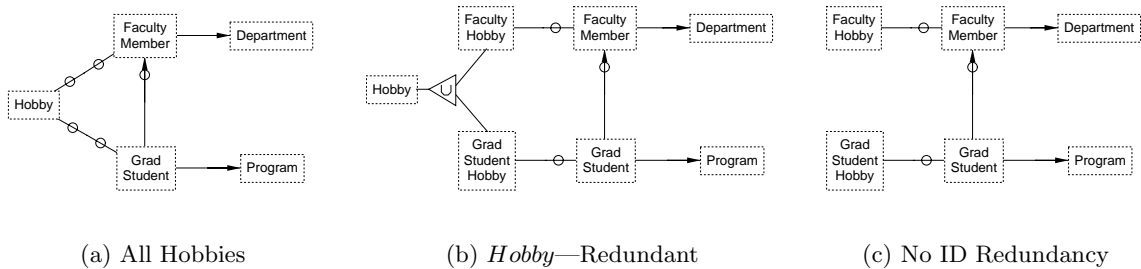 Faculty
Member
Department
Hobby
Grad
Student
Program
(a) All Hobbies
Faculty
Hobby
Faculty
Member
Department
Hobby
∪
Grad
Student
Hobby
Grad
Student
Program
(b) Hobby—Redundant
Faculty
Hobby
Faculty
Member
Department
Grad
Student
Hobby
Grad
Student
Program
(c) No ID Redundancy